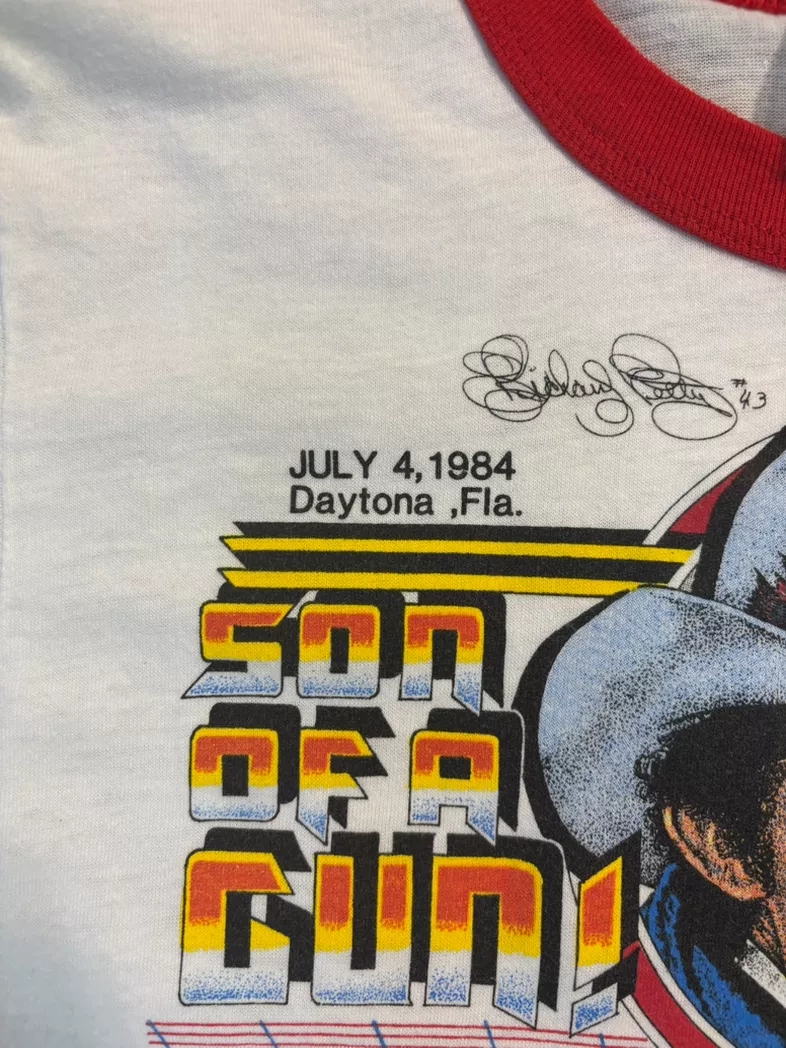 Richard Petty #43
JULY 4,1984
Daytona ,Fla.
SON
OF A
GUN!